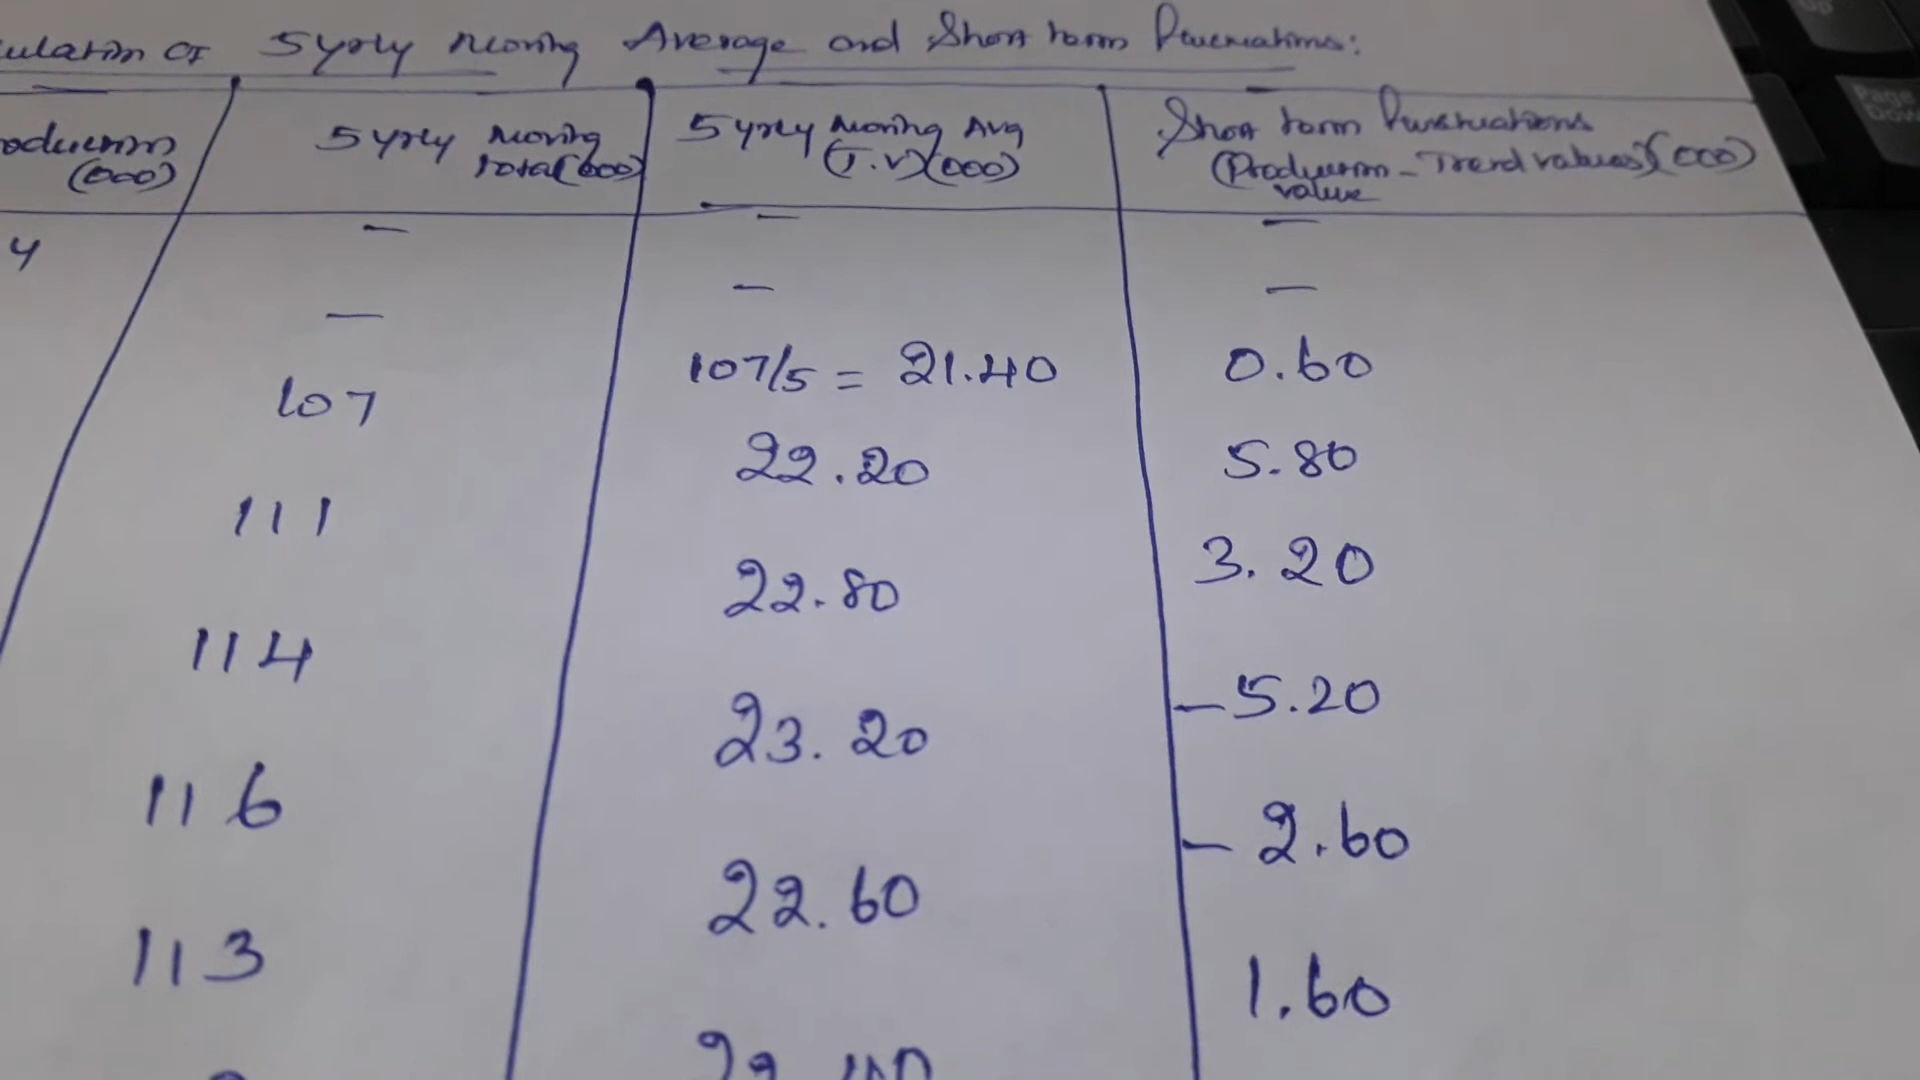 ulation of 5 yrly Moving Average and Short term Fluctuations:
oduction (000)
5 yrly Moving total (000)
5 yrly Moving Avg (T.V) (000)
Short term Fluctuations (Production value - Trend values) (000)
4 - - -
- - -
107 107/5 = 21.40 0.60
111 22.20 5.80
114 22.80 3.20
116 23.20 -5.20
113 22.60 -2.60
1.60
Page Dow